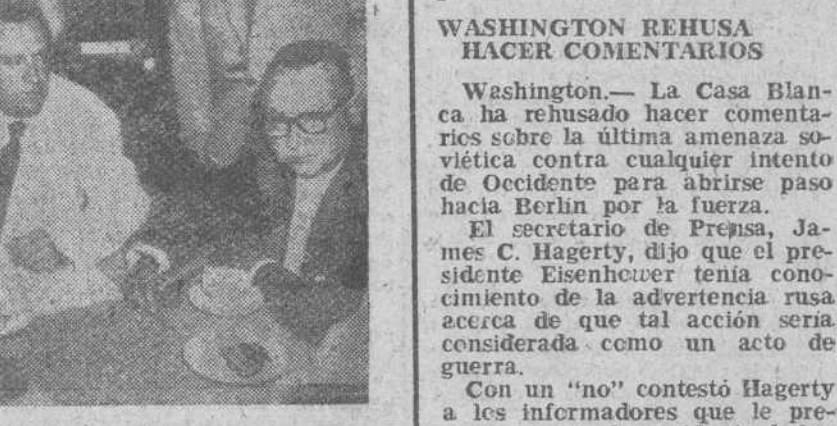 WASHINGTON REHUSA
HACER COMENTARIOS
Washington.— La Casa Blan-
ca ha rehusado hacer comenta-
rios sobre la última amenaza so-
viética contra cualquier intento
de Occidente para abrirse paso
hacia Berlín por la fuerza.
El secretario de Prensa, Ja-
mes C. Hagerty, dijo que el pre-
sidente Eisenhower tenía cono-
cimiento de la advertencia rusa
acerca de que tal acción sería
considerada como un acto de
guerra.
Con un "no" contestó Hagerty
a los informadores que le pre-